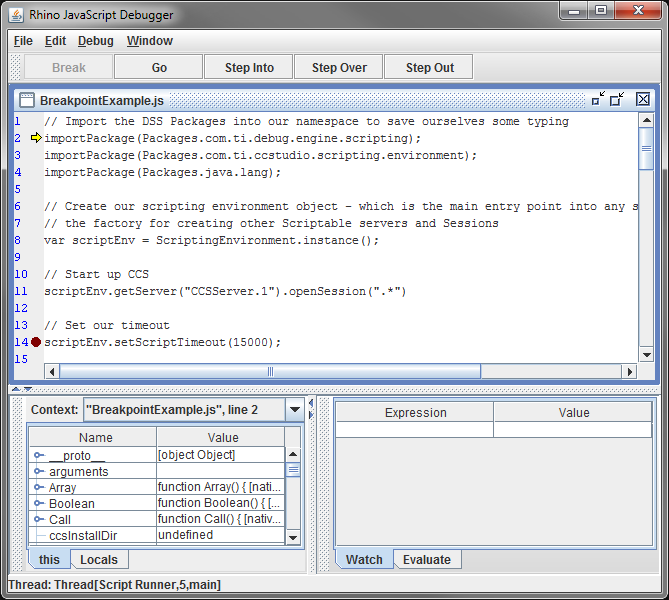 Rhino JavaScript Debugger
File Edit Debug Window
Break Go Step Into Step Over Step Out
BreakpointExample.js
1 // Import the DSS Packages into our namespace to save ourselves some typing
2 importPackage(Packages.com.ti.debug.engine.scripting);
3 importPackage(Packages.com.ti.ccstudio.scripting.environment);
4 importPackage(Packages.java.lang);
5
6 // Create our scripting environment object - which is the main entry point into any s
7 // the factory for creating other Scriptable servers and Sessions
8 var scriptEnv = ScriptingEnvironment.instance();
9
10 // Start up CCS
11 scriptEnv.getServer("CCSServer.1").openSession(".*")
12
13 // Set our timeout
14 scriptEnv.setScriptTimeout(15000);
15
Context: "BreakpointExample.js", line 2
Name Value
__proto__ [object Object]
arguments
Array function Array() { [nati...
Boolean function Boolean() { [...
Call function Call() { [nativ...
ccsInstallDir undefined
this Locals
Expression Value
Watch Evaluate
Thread: Thread[Script Runner,5,main]